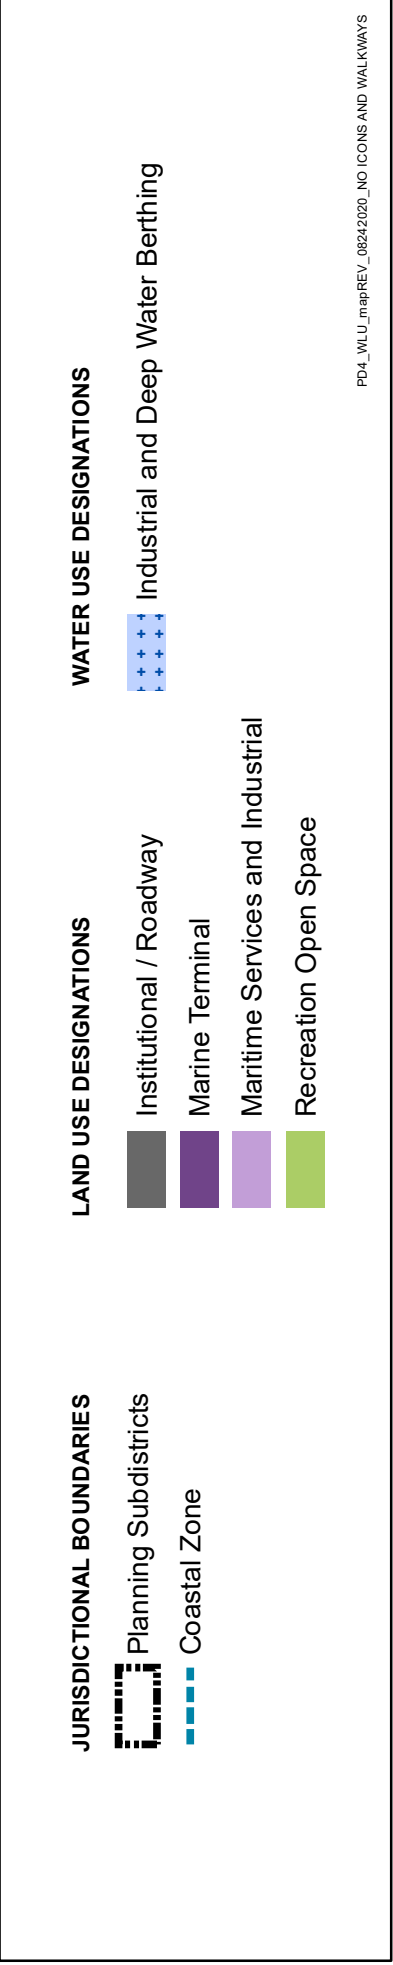 JURISDICTIONAL BOUNDARIES
Planning Subdistricts
Coastal Zone
LAND USE DESIGNATIONS
Institutional / Roadway
Marine Terminal
Maritime Services and Industrial
Recreation Open Space
WATER USE DESIGNATIONS
Industrial and Deep Water Berthing
PD4_WLU_mapREV_08242020_NO ICONS AND WALKWAYS